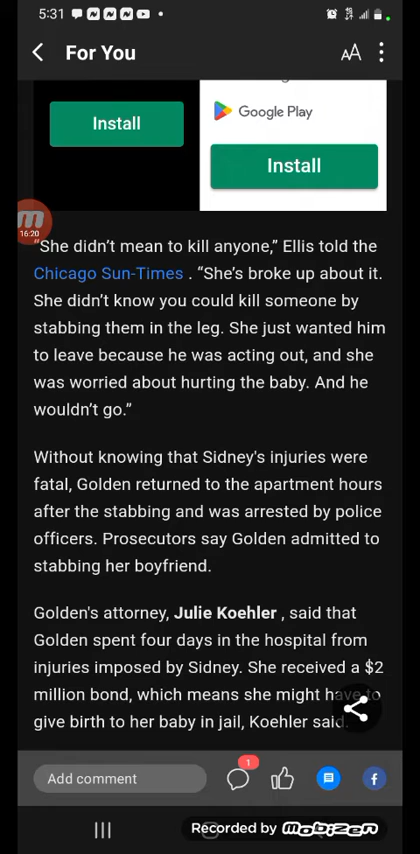 5:31
For You
AA
Install
Google Play
Install
16:20
“She didn’t mean to kill anyone,” Ellis told the
Chicago Sun-Times . “She’s broke up about it.
She didn’t know you could kill someone by
stabbing them in the leg. She just wanted him
to leave because he was acting out, and she
was worried about hurting the baby. And he
wouldn’t go.”
Without knowing that Sidney's injuries were
fatal, Golden returned to the apartment hours
after the stabbing and was arrested by police
officers. Prosecutors say Golden admitted to
stabbing her boyfriend.
Golden's attorney, Julie Koehler , said that
Golden spent four days in the hospital from
injuries imposed by Sidney. She received a $2
million bond, which means she might have to
give birth to her baby in jail, Koehler said.
Add comment
1
Recorded by mobizen